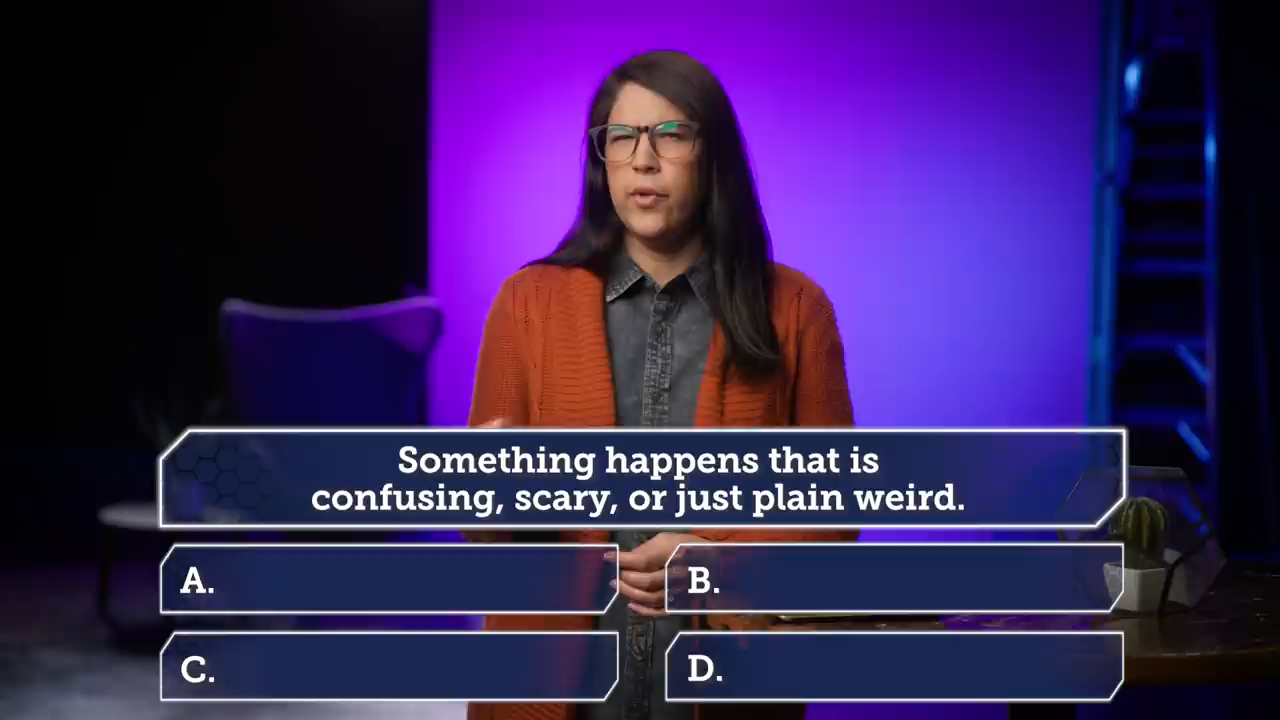 Something happens that is
confusing, scary, or just plain weird.
A.
B.
C.
D.